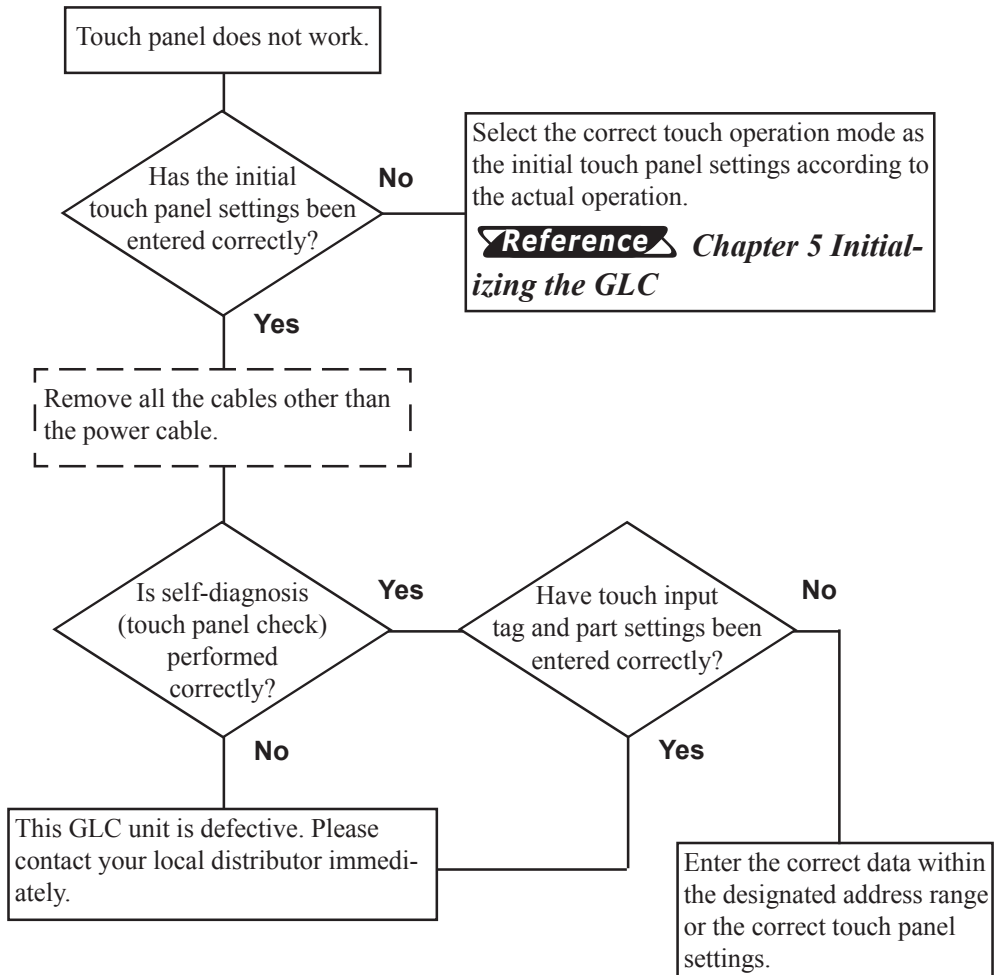 Touch panel does not work.
Has the initial
touch panel settings been
entered correctly?
No
Select the correct touch operation mode as
the initial touch panel settings according to
the actual operation.
Reference Chapter 5 Initial-
izing the GLC
Yes
Remove all the cables other than
the power cable.
Is self-diagnosis
(touch panel check)
performed
correctly?
Yes
Have touch input
tag and part settings been
entered correctly?
No
No
Yes
This GLC unit is defective. Please
contact your local distributor immedi-
ately.
Enter the correct data within
the designated address range
or the correct touch panel
settings.